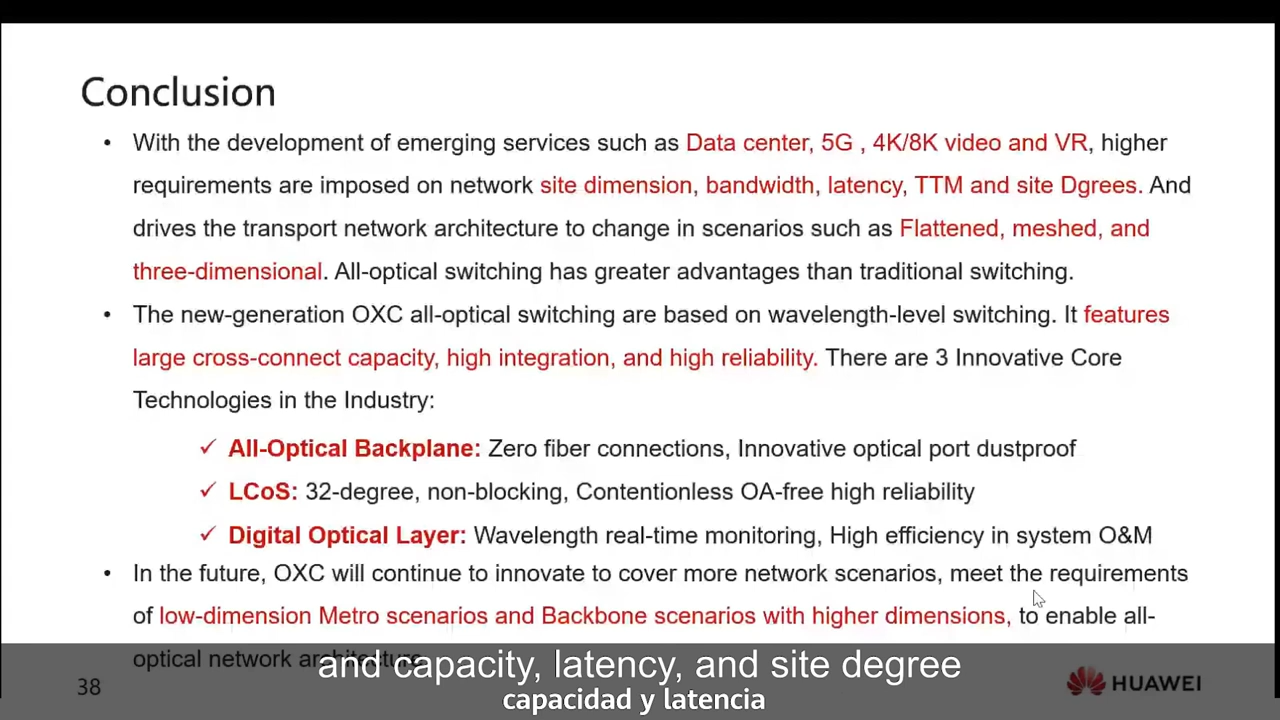 Conclusion
• With the development of emerging services such as Data center, 5G , 4K/8K video and VR, higher
requirements are imposed on network site dimension, bandwidth, latency, TTM and site Dgrees. And
drives the transport network architecture to change in scenarios such as Flattened, meshed, and
three-dimensional. All-optical switching has greater advantages than traditional switching.
• The new-generation OXC all-optical switching are based on wavelength-level switching. It features
large cross-connect capacity, high integration, and high reliability. There are 3 Innovative Core
Technologies in the Industry:
✓ All-Optical Backplane: Zero fiber connections, Innovative optical port dustproof
✓ LCoS: 32-degree, non-blocking, Contentionless OA-free high reliability
✓ Digital Optical Layer: Wavelength real-time monitoring, High efficiency in system O&M
• In the future, OXC will continue to innovate to cover more network scenarios, meet the requirements
of low-dimension Metro scenarios and Backbone scenarios with higher dimensions, to enable all-
optical network architecture.
and capacity, latency, and site degree
capacidad y latencia
38
HUAWEI